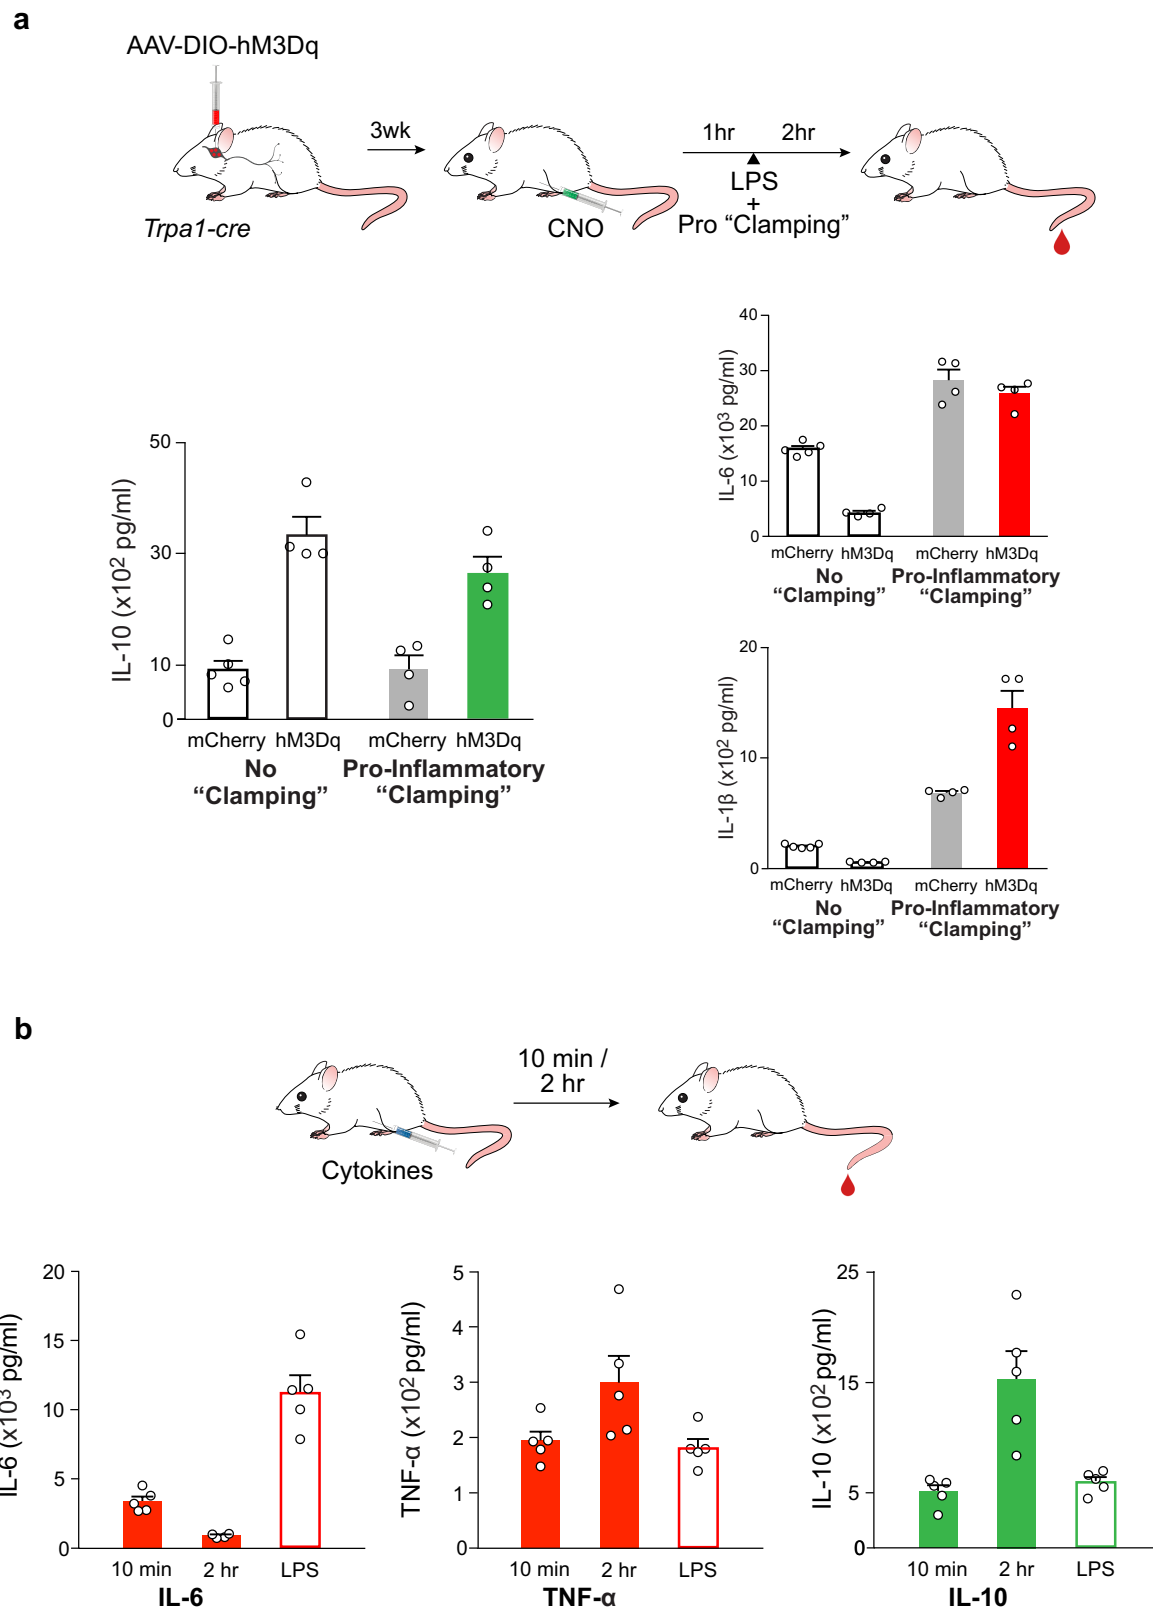 a
AAV-DIO-hM3Dq
3wk
1hr 2hr
LPS
+
Pro “Clamping”
Trpa1-cre
CNO
IL-10 (x10² pg/ml)
50
30
10
0
mCherry hM3Dq mCherry hM3Dq
No Pro-Inflammatory
“Clamping” “Clamping”
IL-6 (x10³ pg/ml)
40
30
20
10
0
mCherry hM3Dq mCherry hM3Dq
No Pro-Inflammatory
“Clamping” “Clamping”
IL-1β (x10² pg/ml)
20
10
0
mCherry hM3Dq mCherry hM3Dq
No Pro-Inflammatory
“Clamping” “Clamping”
b
10 min /
2 hr
Cytokines
IL-6 (x10³ pg/ml)
20
15
10
5
0
10 min 2 hr LPS
IL-6
TNF-α (x10² pg/ml)
5
4
3
2
1
0
10 min 2 hr LPS
TNF-α
IL-10 (x10² pg/ml)
25
15
5
0
10 min 2 hr LPS
IL-10